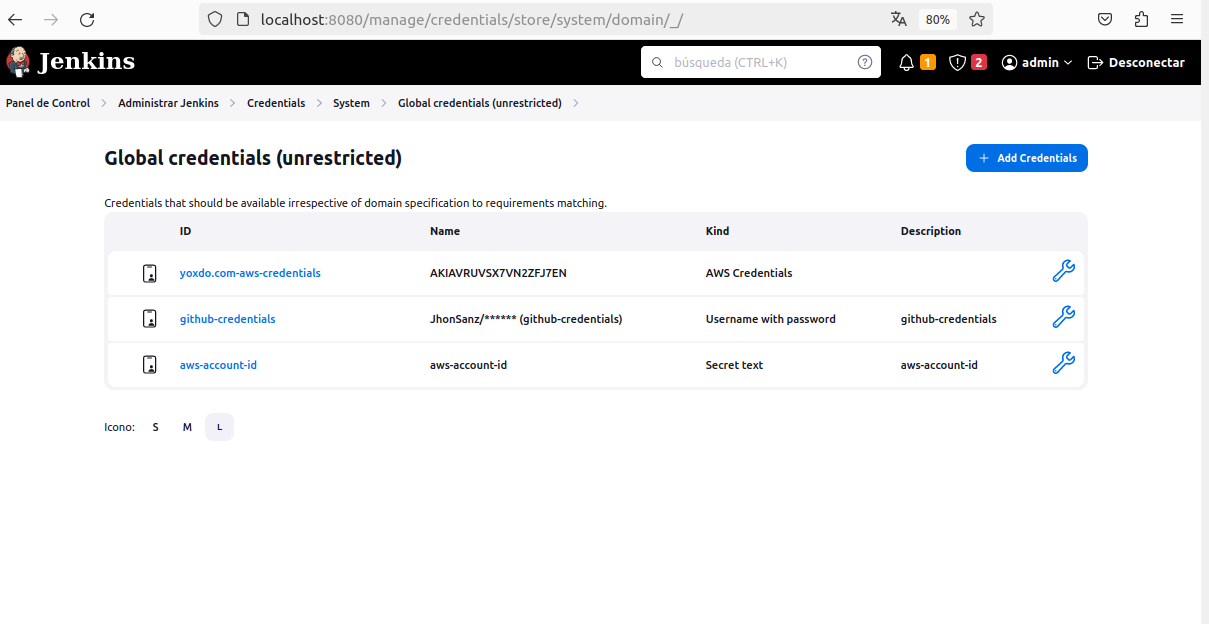 localhost:8080/manage/credentials/store/system/domain/_/
80%
Jenkins
búsqueda (CTRL+K)
1
2
admin
Desconectar
Panel de Control
Administrar Jenkins
Credentials
System
Global credentials (unrestricted)
Global credentials (unrestricted)
+ Add Credentials
Credentials that should be available irrespective of domain specification to requirements matching.
ID Name Kind Description
yoxdo.com-aws-credentials AKIAVRUVSX7VN2ZFJ7EN AWS Credentials
github-credentials JhonSanz/****** (github-credentials) Username with password github-credentials
aws-account-id aws-account-id Secret text aws-account-id
Icono: S M L